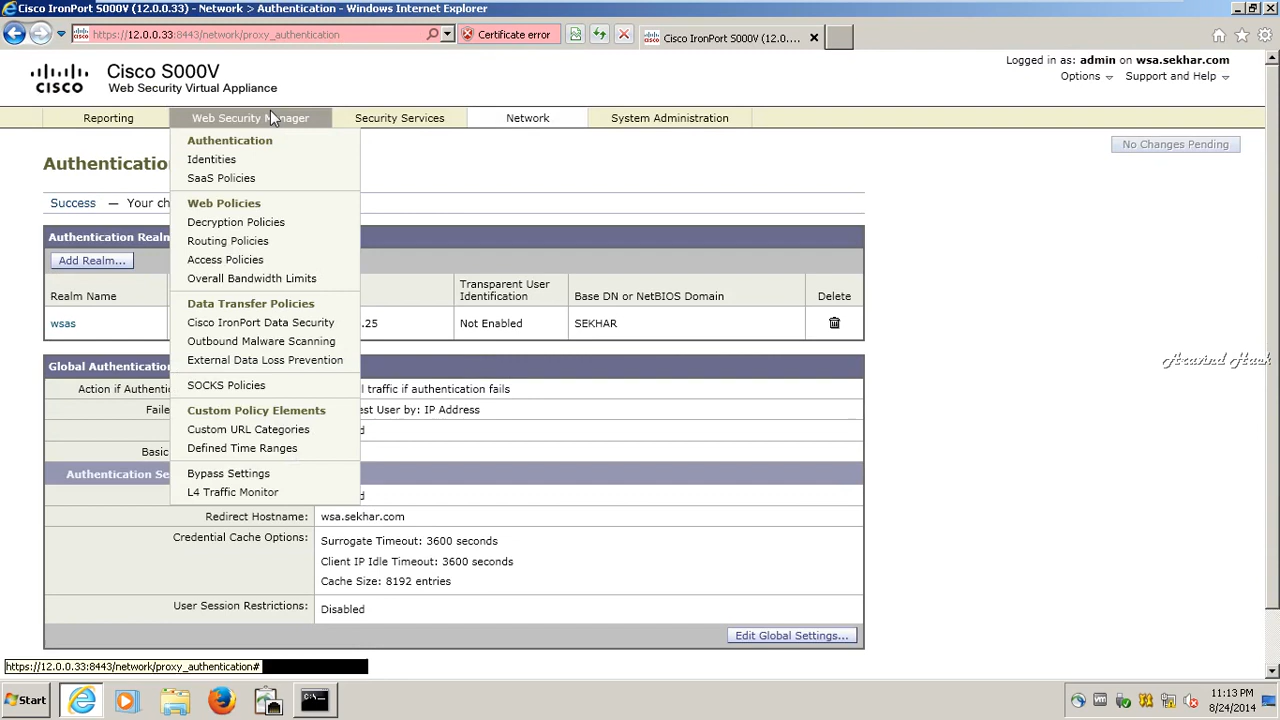 Cisco IronPort S000V (12.0.0.33) - Network > Authentication - Windows Internet Explorer
https://12.0.0.33:8443/network/proxy_authentication
Certificate error
Cisco IronPort S000V (12.0....
Logged in as: admin on wsa.sekhar.com
Options
Support and Help
CISCO
Cisco S000V
Web Security Virtual Appliance
Reporting
Web Security Manager
Security Services
Network
System Administration
No Changes Pending
Authentication
Identities
SaaS Policies
Web Policies
Decryption Policies
Routing Policies
Access Policies
Overall Bandwidth Limits
Data Transfer Policies
Cisco IronPort Data Security
Outbound Malware Scanning
External Data Loss Prevention
SOCKS Policies
Custom Policy Elements
Custom URL Categories
Defined Time Ranges
Bypass Settings
L4 Traffic Monitor
Success — Your ch
Authentication Realm
Add Realm...
Realm Name
Transparent User Identification
Base DN or NetBIOS Domain
Delete
wsas
.25
Not Enabled
SEKHAR
Global Authentication
Action if Authenti
l traffic if authentication fails
Faile
est User by: IP Address
d
Basic
Authentication Se
d
Redirect Hostname:
wsa.sekhar.com
Credential Cache Options:
Surrogate Timeout: 3600 seconds
Client IP Idle Timeout: 3600 seconds
Cache Size: 8192 entries
User Session Restrictions:
Disabled
Edit Global Settings...
https://12.0.0.33:8443/network/proxy_authentication#
Start
11:13 PM
8/24/2014